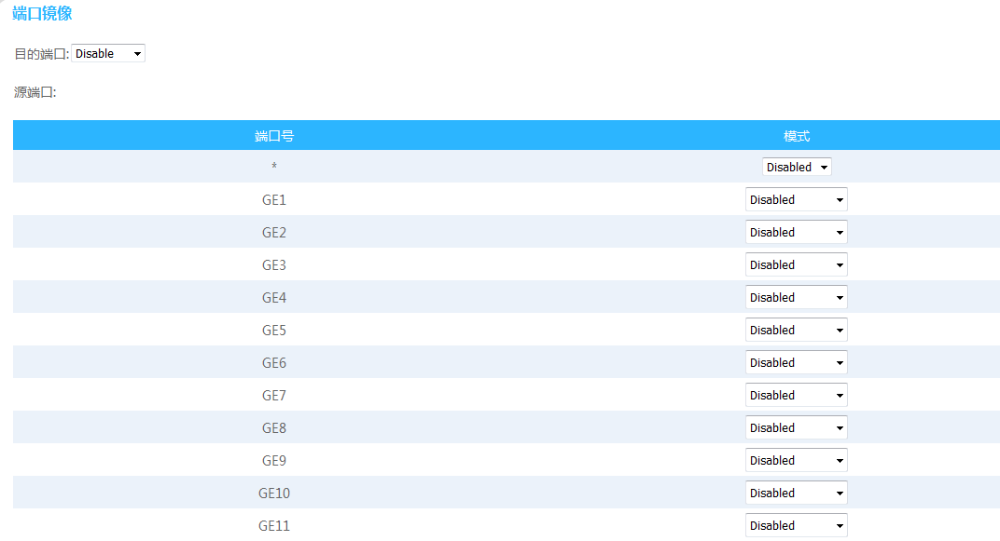 端口镜像
目的端口: Disable
源端口:
端口号 模式
* Disabled
GE1 Disabled
GE2 Disabled
GE3 Disabled
GE4 Disabled
GE5 Disabled
GE6 Disabled
GE7 Disabled
GE8 Disabled
GE9 Disabled
GE10 Disabled
GE11 Disabled